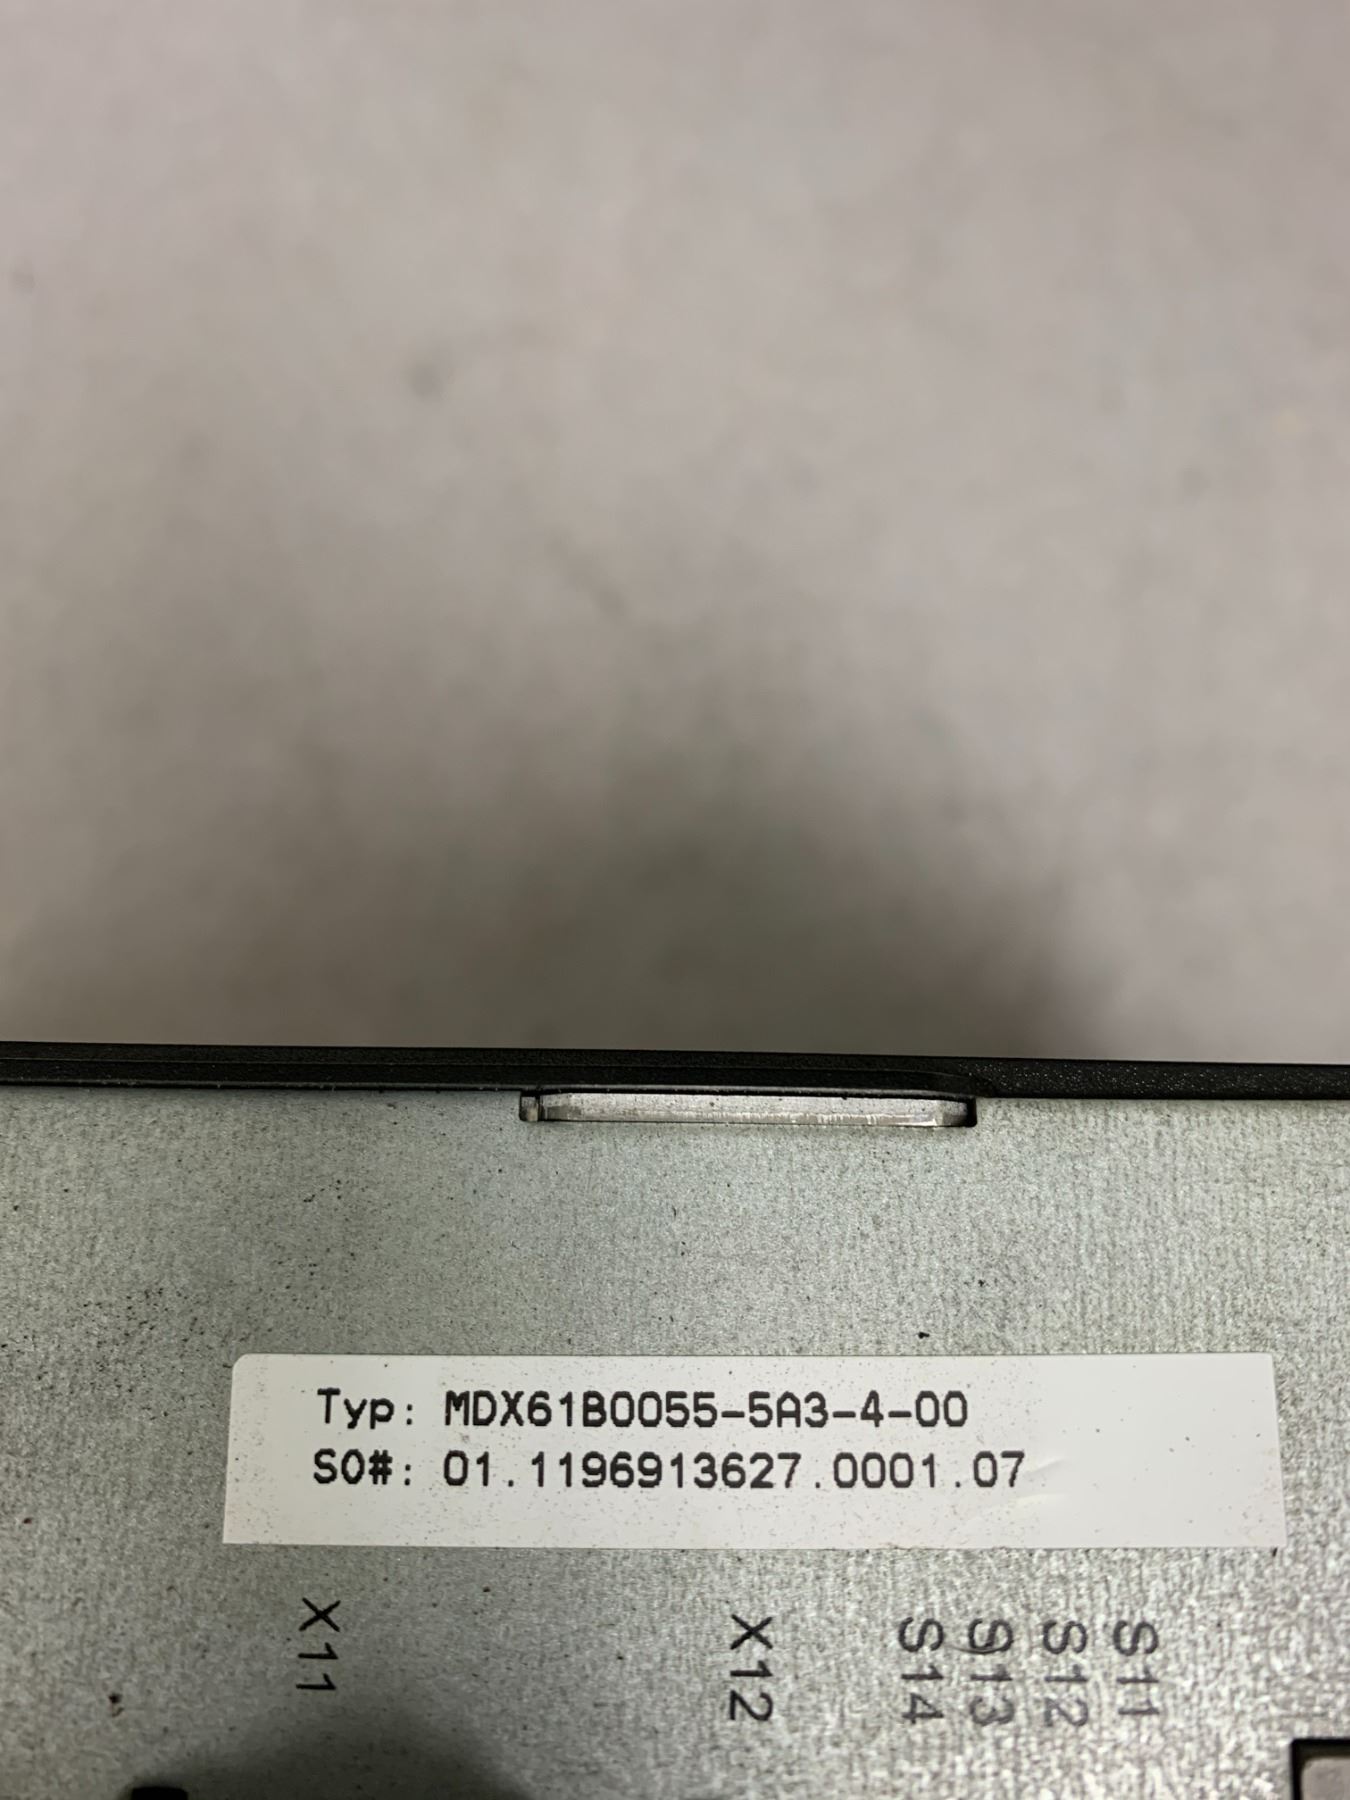 Typ: MDX61B0055-5A3-4-00
SO#: 01.1196913627.0001.07
X11
X12
S14
S13
S12
S11